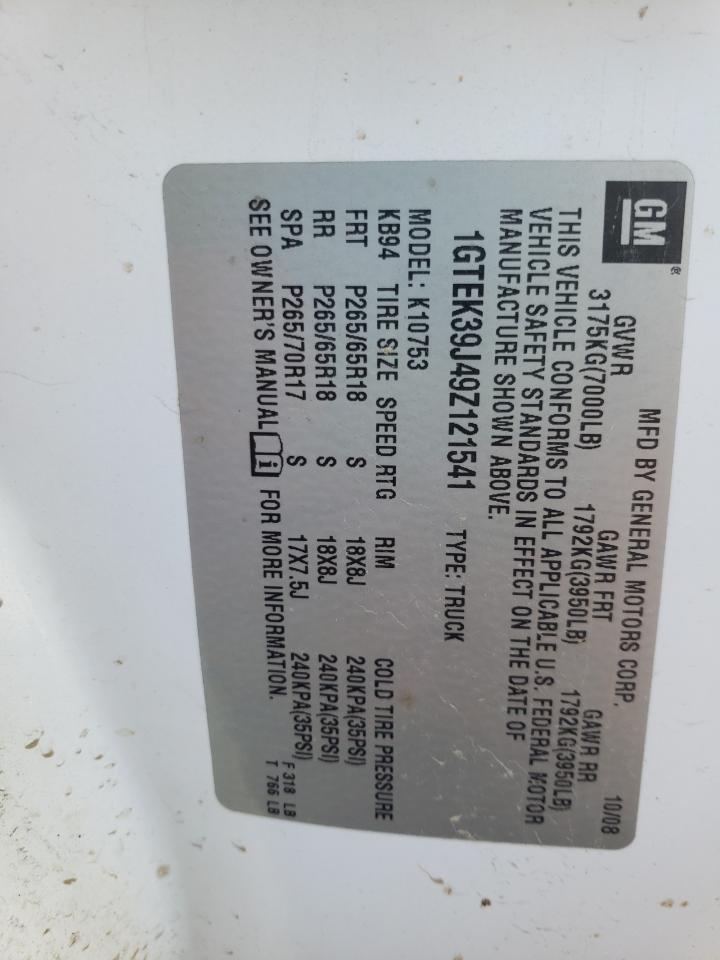 GM ®
MFD BY GENERAL MOTORS CORP. 10/08
GVWR GAWR FRT GAWR RR
3175KG(7000LB) 1792KG(3950LB) 1792KG(3950LB)
THIS VEHICLE CONFORMS TO ALL APPLICABLE U.S. FEDERAL MOTOR
VEHICLE SAFETY STANDARDS IN EFFECT ON THE DATE OF
MANUFACTURE SHOWN ABOVE.
1GTEK39J49Z121541 TYPE: TRUCK
MODEL: K10753
KB94 TIRE SIZE SPEED RTG RIM COLD TIRE PRESSURE
FRT P265/65R18 S 18X8J 240KPA(35PSI)
RR P265/65R18 S 18X8J 240KPA(35PSI)
SPA P265/70R17 S 17X7.5J 240KPA(35PSI)
SEE OWNER'S MANUAL FOR MORE INFORMATION.
F 318 LB
T 766 LB